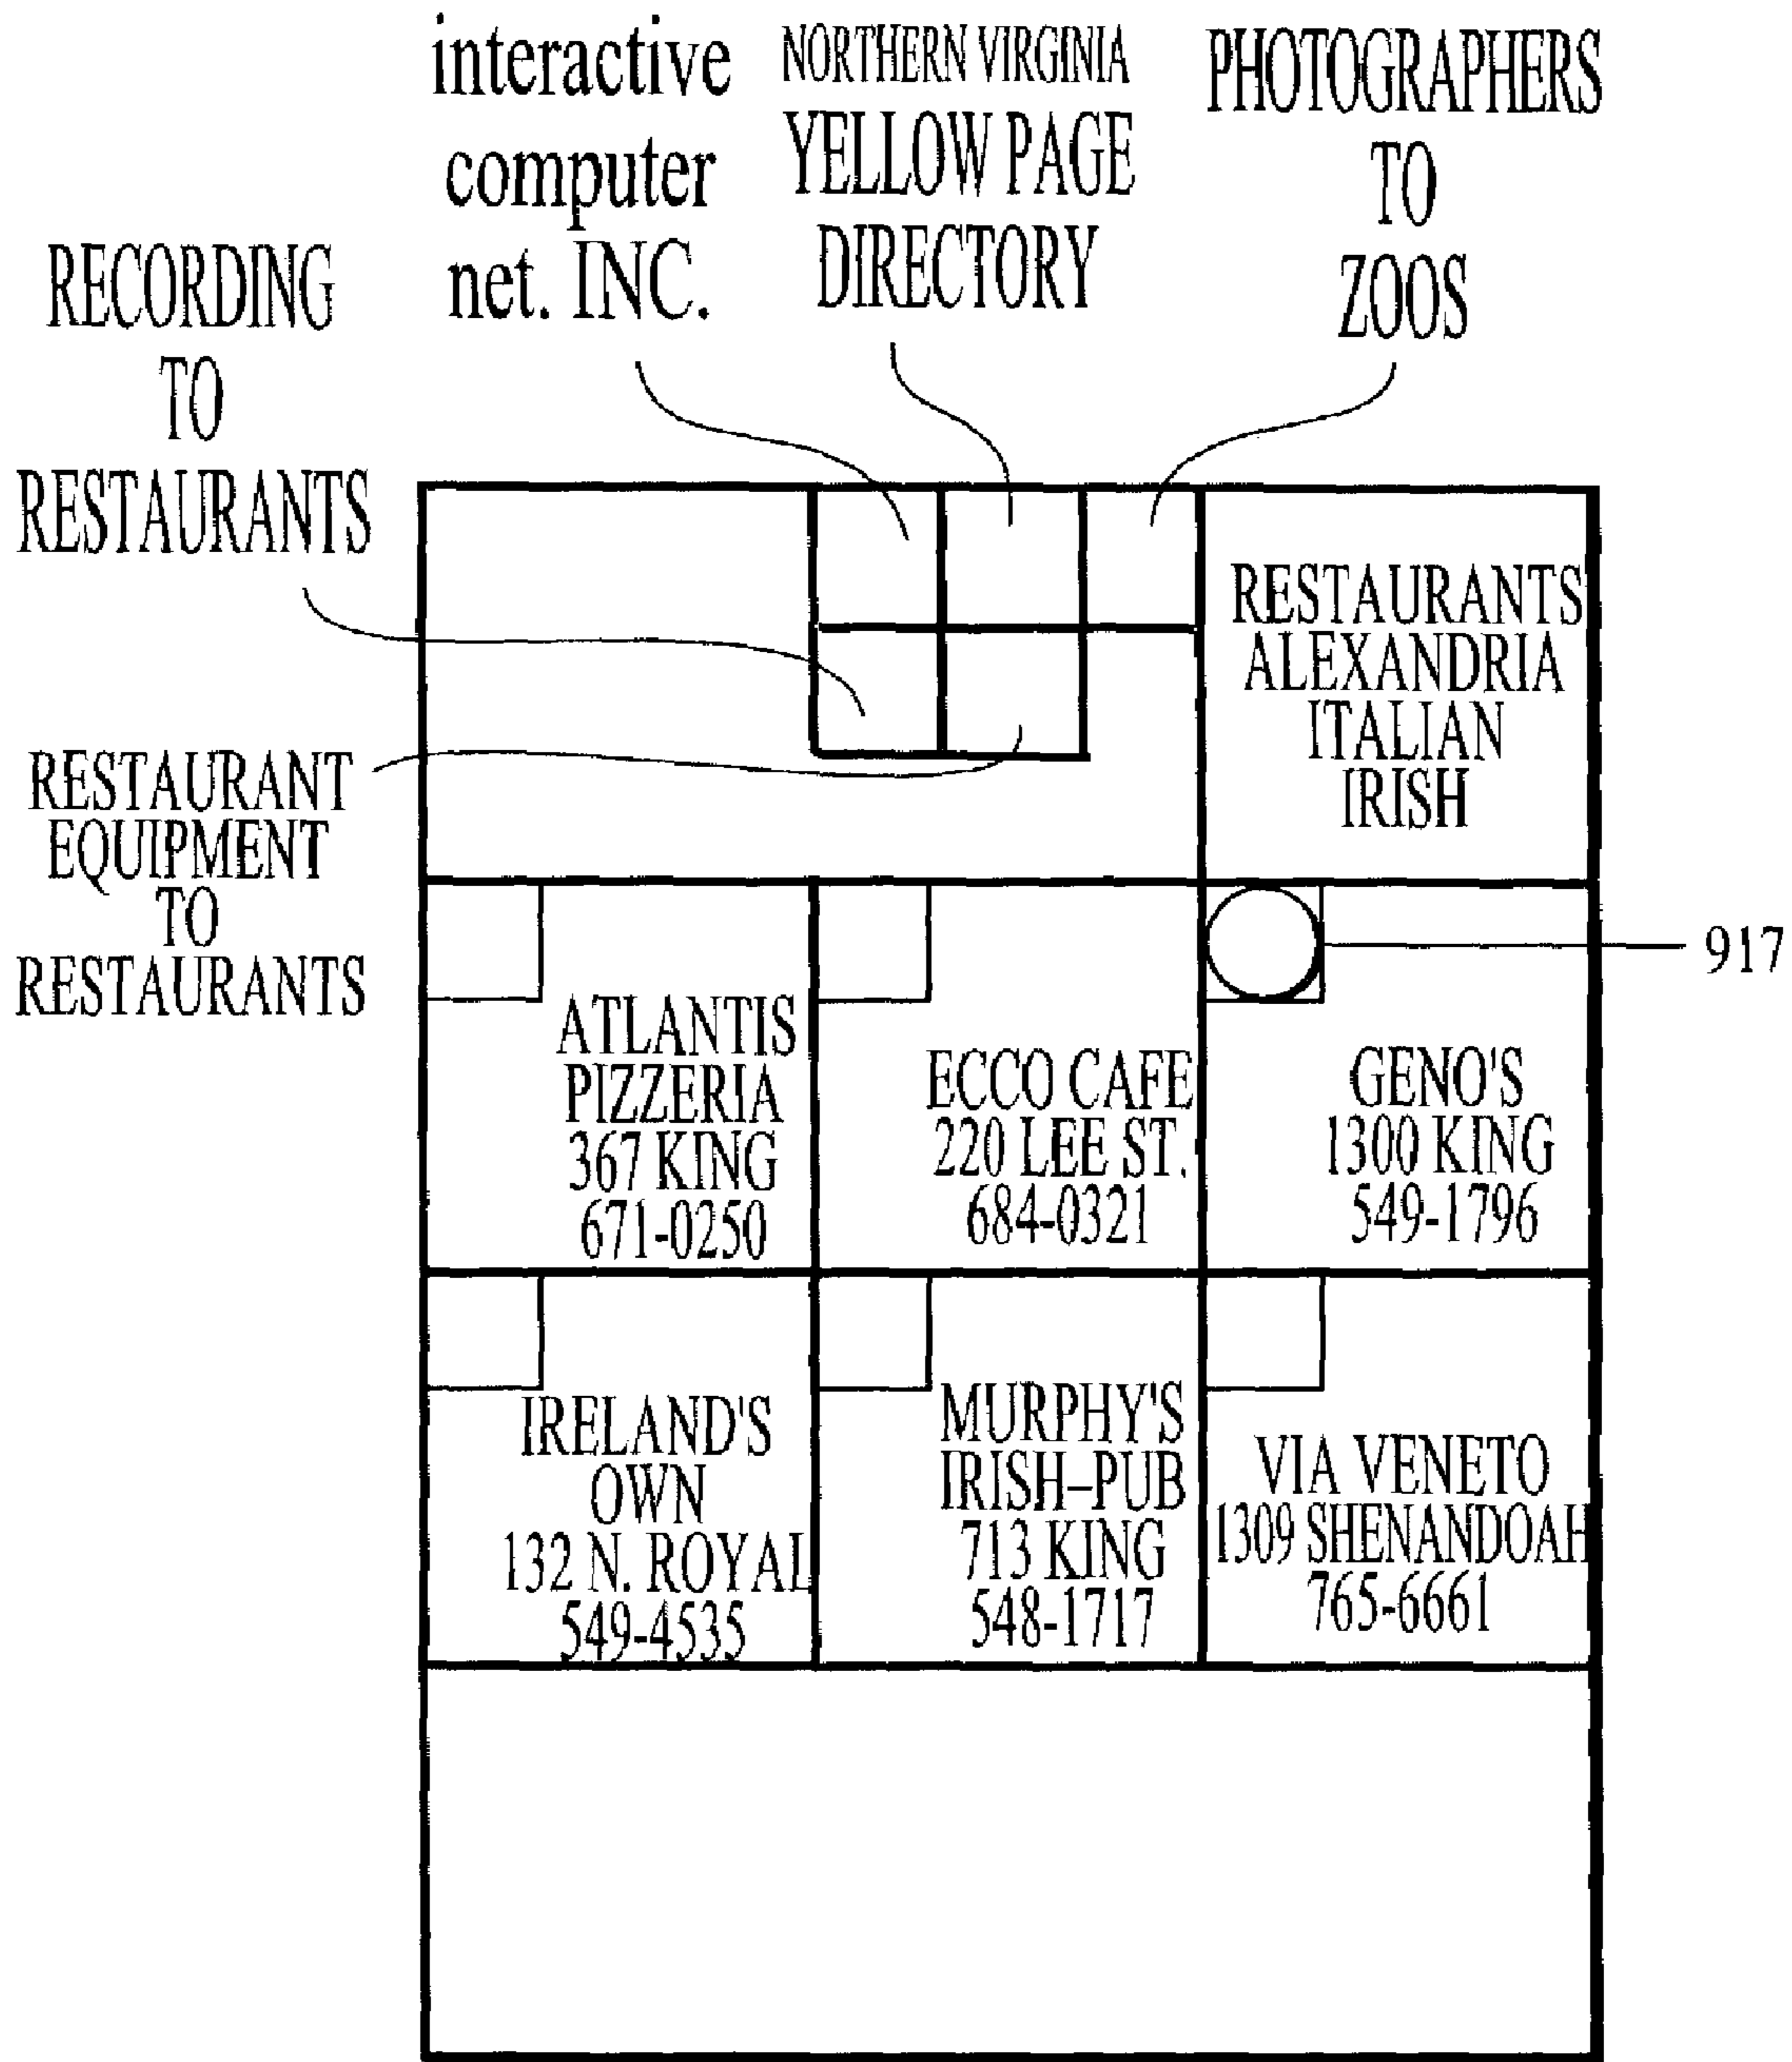 interactive
computer
net. INC.
NORTHERN VIRGINIA
YELLOW PAGE
DIRECTORY
PHOTOGRAPHERS
TO
ZOOS
RECORDING
TO
RESTAURANTS
RESTAURANT
EQUIPMENT
TO
RESTAURANTS
RESTAURANTS
ALEXANDRIA
ITALIAN
IRISH
917
ATLANTIS
PIZZERIA
367 KING
671-0250
ECCO CAFE
220 LEE ST.
684-0321
GENO'S
1300 KING
549-1796
IRELAND'S
OWN
132 N. ROYAL
549-4535
MURPHY'S
IRISH–PUB
713 KING
548-1717
VIA VENETO
1309 SHENANDOAH
765-6661